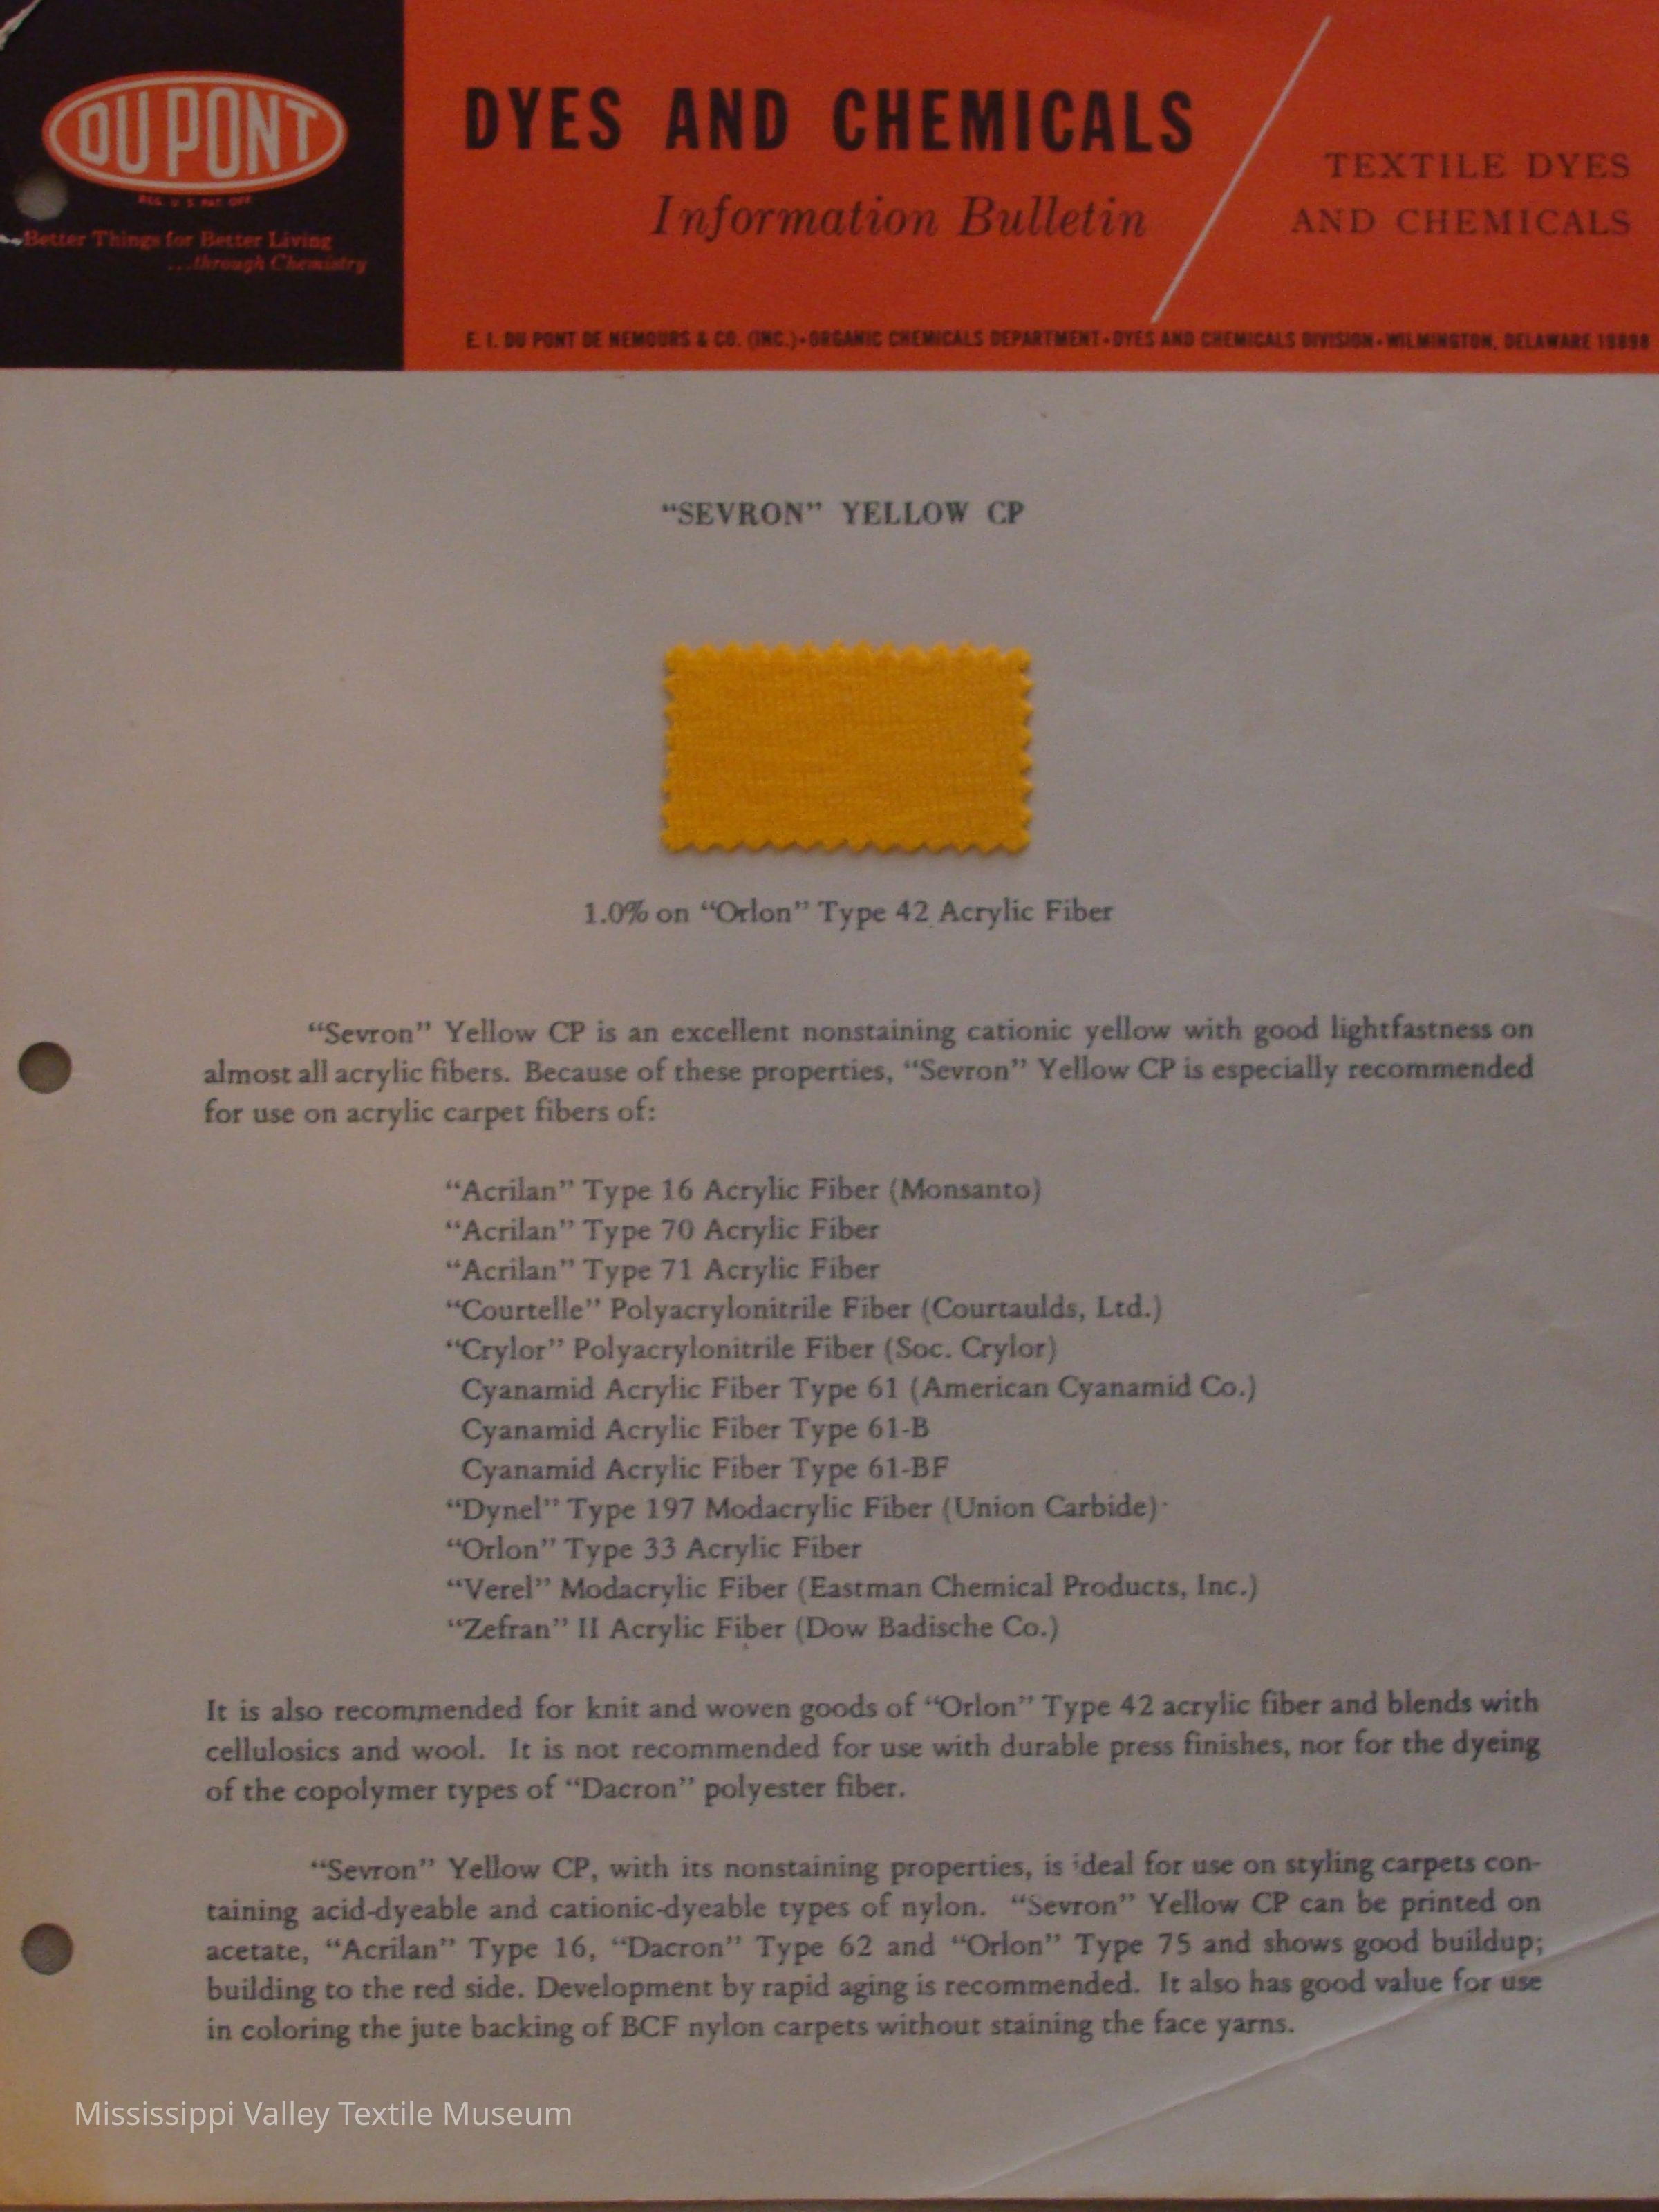 DU PONT
REG. U.S. PAT. OFF.
Better Things for Better Living
...through Chemistry
DYES AND CHEMICALS
Information Bulletin
TEXTILE DYES
AND CHEMICALS
E. I. DU PONT DE NEMOURS & CO. (INC.)•ORGANIC CHEMICALS DEPARTMENT•DYES AND CHEMICALS DIVISION•WILMINGTON, DELAWARE 19898
“SEVRON” YELLOW CP
1.0% on “Orlon” Type 42 Acrylic Fiber
“Sevron” Yellow CP is an excellent nonstaining cationic yellow with good lightfastness on
almost all acrylic fibers. Because of these properties, “Sevron” Yellow CP is especially recommended
for use on acrylic carpet fibers of:
“Acrilan” Type 16 Acrylic Fiber (Monsanto)
“Acrilan” Type 70 Acrylic Fiber
“Acrilan” Type 71 Acrylic Fiber
“Courtelle” Polyacrylonitrile Fiber (Courtaulds, Ltd.)
“Crylor” Polyacrylonitrile Fiber (Soc. Crylor)
Cyanamid Acrylic Fiber Type 61 (American Cyanamid Co.)
Cyanamid Acrylic Fiber Type 61-B
Cyanamid Acrylic Fiber Type 61-BF
“Dynel” Type 197 Modacrylic Fiber (Union Carbide)
“Orlon” Type 33 Acrylic Fiber
“Verel” Modacrylic Fiber (Eastman Chemical Products, Inc.)
“Zefran” II Acrylic Fiber (Dow Badische Co.)
It is also recommended for knit and woven goods of “Orlon” Type 42 acrylic fiber and blends with
cellulosics and wool. It is not recommended for use with durable press finishes, nor for the dyeing
of the copolymer types of “Dacron” polyester fiber.
“Sevron” Yellow CP, with its nonstaining properties, is ideal for use on styling carpets con-
taining acid-dyeable and cationic-dyeable types of nylon. “Sevron” Yellow CP can be printed on
acetate, “Acrilan” Type 16, “Dacron” Type 62 and “Orlon” Type 75 and shows good buildup;
building to the red side. Development by rapid aging is recommended. It also has good value for use
in coloring the jute backing of BCF nylon carpets without staining the face yarns.
Mississippi Valley Textile Museum